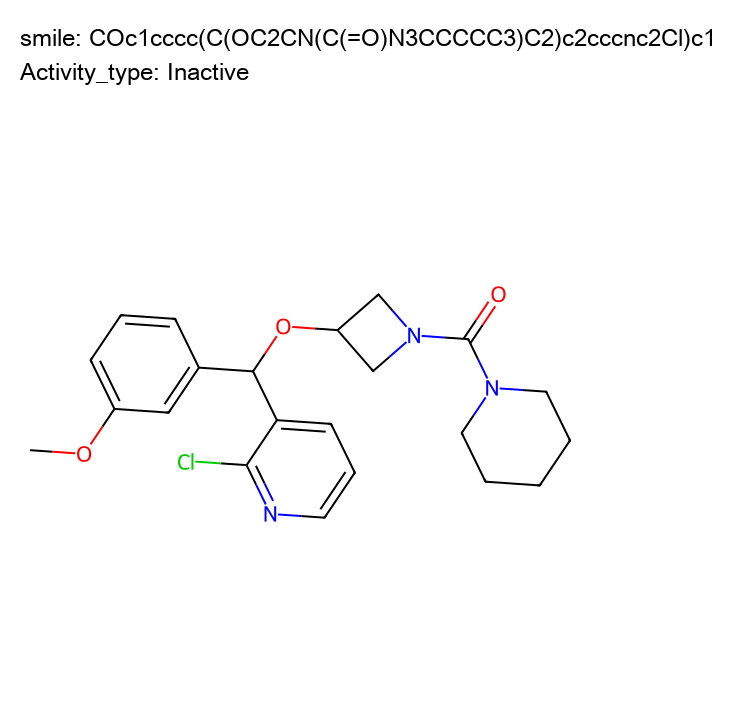 smile: COc1cccc(C(OC2CN(C(=O)N3CCCCC3)C2)c2cccnc2Cl)c1
Activity_type: Inactive
O
O
N
N
O
Cl
N